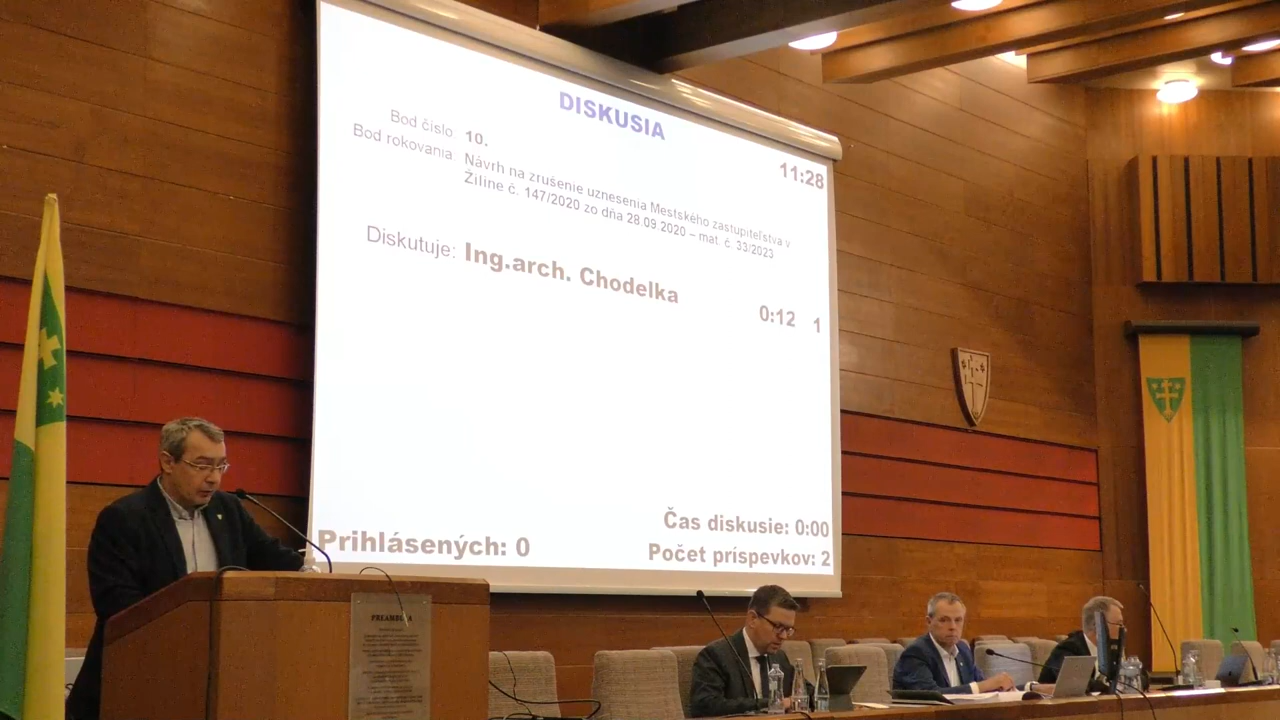 DISKUSIA
11:28
Bod číslo: 10.
Bod rokovania: Návrh na zrušenie uznesenia Mestského zastupiteľstva v
Žiline č. 147/2020 zo dňa 28.09.2020 – mat. č. 33/2023
Diskutuje: Ing.arch. Chodelka
0:12 1
Čas diskusie: 0:00
Prihlásených: 0
Počet príspevkov: 2
PREAMBULA